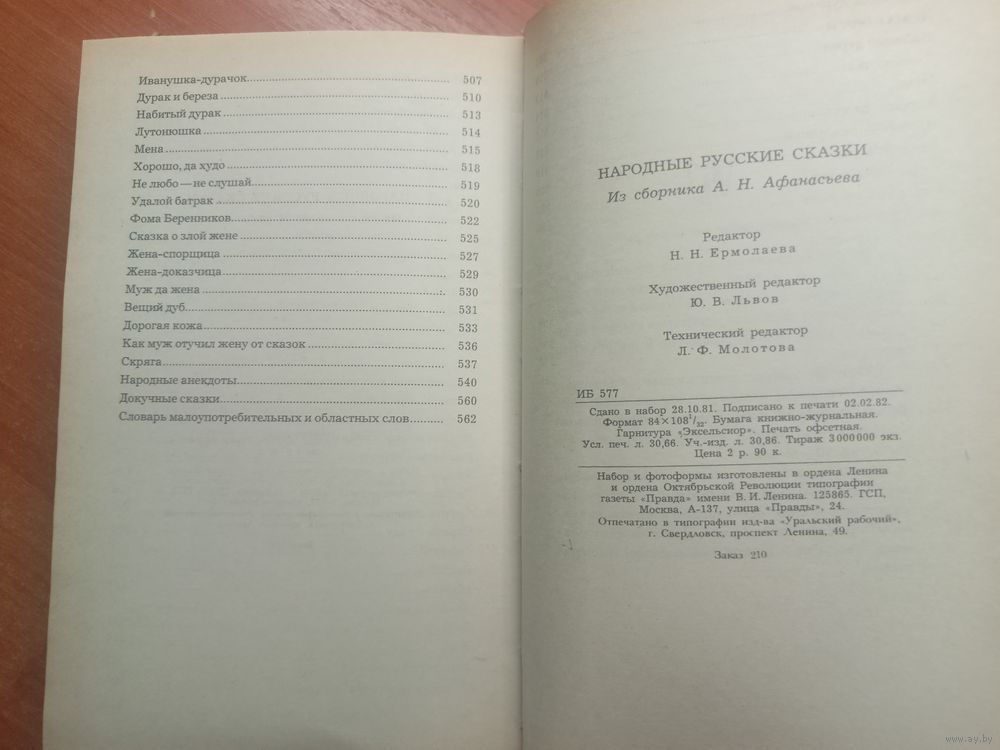 Иванушка-дурачок........ 507
Дурак и береза........ 510
Набитый дурак........ 513
Лутонюшка........ 514
Мена........ 515
Хорошо, да худо........ 518
Не любо — не слушай........ 519
Удалой батрак........ 520
Фома Беренников........ 522
Сказка о злой жене........ 525
Жена-спорщица........ 527
Жена-доказчица........ 529
Муж да жена........ 530
Вещий дуб........ 531
Дорогая кожа........ 533
Как муж отучил жену от сказок........ 536
Скряга........ 537
Народные анекдоты........ 540
Докучные сказки........ 560
Словарь малоупотребительных и областных слов........ 562
НАРОДНЫЕ РУССКИЕ СКАЗКИ
Из сборника А. Н. Афанасьева
Редактор
Н. Н. Ермолаева
Художественный редактор
Ю. В. Львов
Технический редактор
Л. Ф. Молотова
ИБ 577
Сдано в набор 28.10.81. Подписано к печати 02.02.82.
Формат 84×108 1/32. Бумага книжно-журнальная.
Гарнитура «Эксельсиор». Печать офсетная.
Усл. печ. л. 30,66. Уч.-изд. л. 30,86. Тираж 3 000 000 экз.
Цена 2 р. 90 к.
Набор и фотоформы изготовлены в ордена Ленина
и ордена Октябрьской Революции типографии
газеты «Правда» имени В. И. Ленина. 125865. ГСП,
Москва, А-137, улица «Правды», 24.
Отпечатано в типографии изд-ва «Уральский рабочий»,
г. Свердловск, проспект Ленина, 49.
Заказ 210
www.ay.by